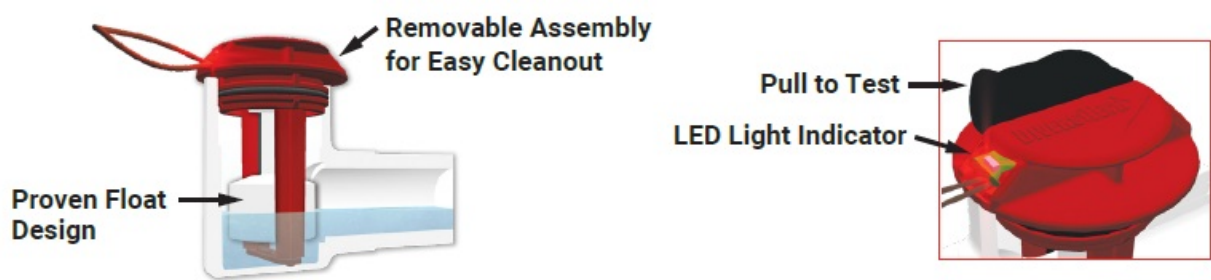 Removable Assembly
for Easy Cleanout
Proven Float
Design
Pull to Test
LED Light Indicator